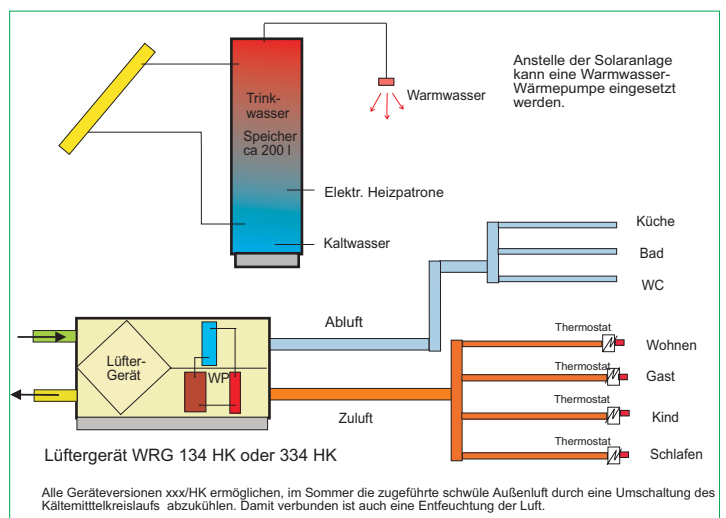 Anstelle der Solaranlage
kann eine Warmwasser-
Wärmepumpe eingesetzt
werden.
Trink-
wasser
Speicher
ca 200 l
Warmwasser
Elektr. Heizpatrone
Kaltwasser
Küche
Bad
WC
Abluft
Lüfter-
Gerät
WP
Zuluft
Thermostat
Wohnen
Thermostat
Gast
Thermostat
Kind
Thermostat
Schlafen
Lüftergerät WRG 134 HK oder 334 HK
Alle Geräteversionen xxx/HK ermöglichen, im Sommer die zugeführte schwüle Außenluft durch eine Umschaltung des
Kältemitttelkreislaufs abzukühlen. Damit verbunden ist auch eine Entfeuchtung der Luft.